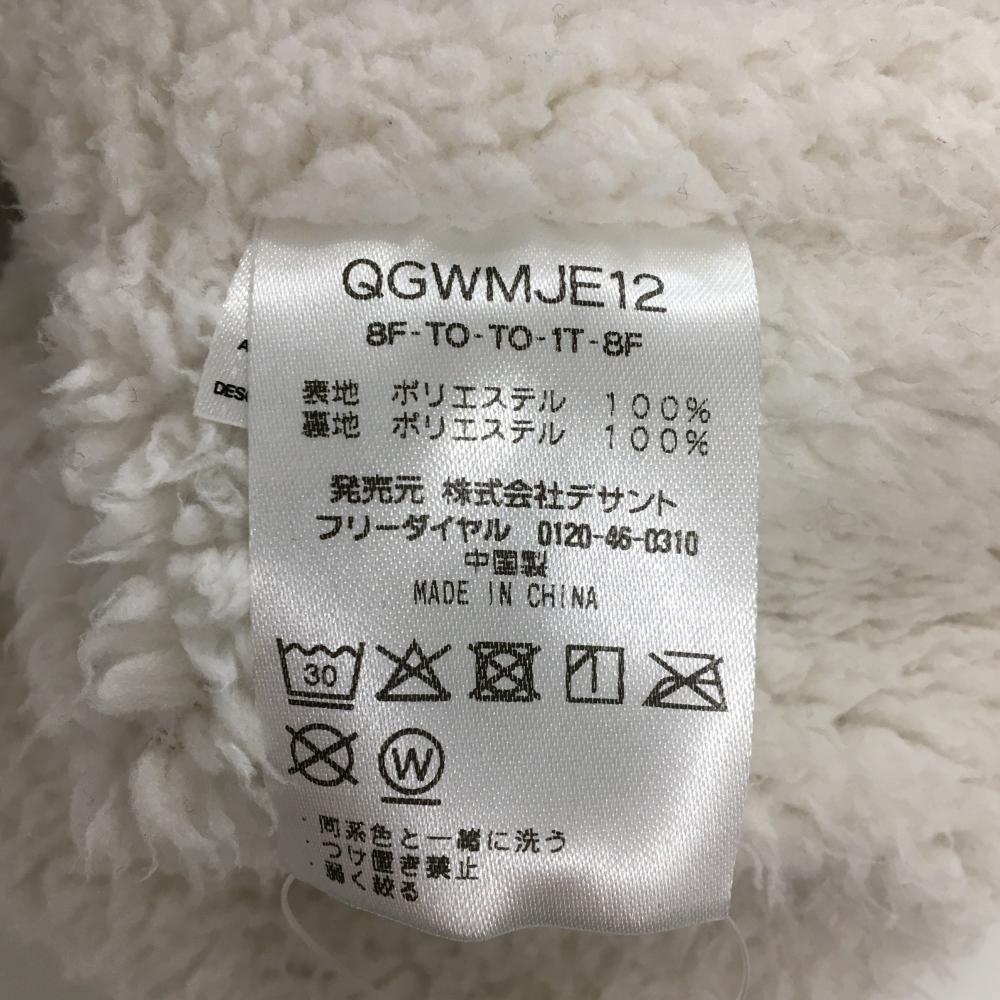 QGWMJE12
8F-TO-TO-1T-8F
表地 ポリエステル 100%
裏地 ポリエステル 100%
発売元 株式会社デサント
フリーダイヤル 0120-46-0310
中国製
MADE IN CHINA
30
W
・同系色と一緒に洗う
・つけ置き禁止
・弱く絞る
A
DES